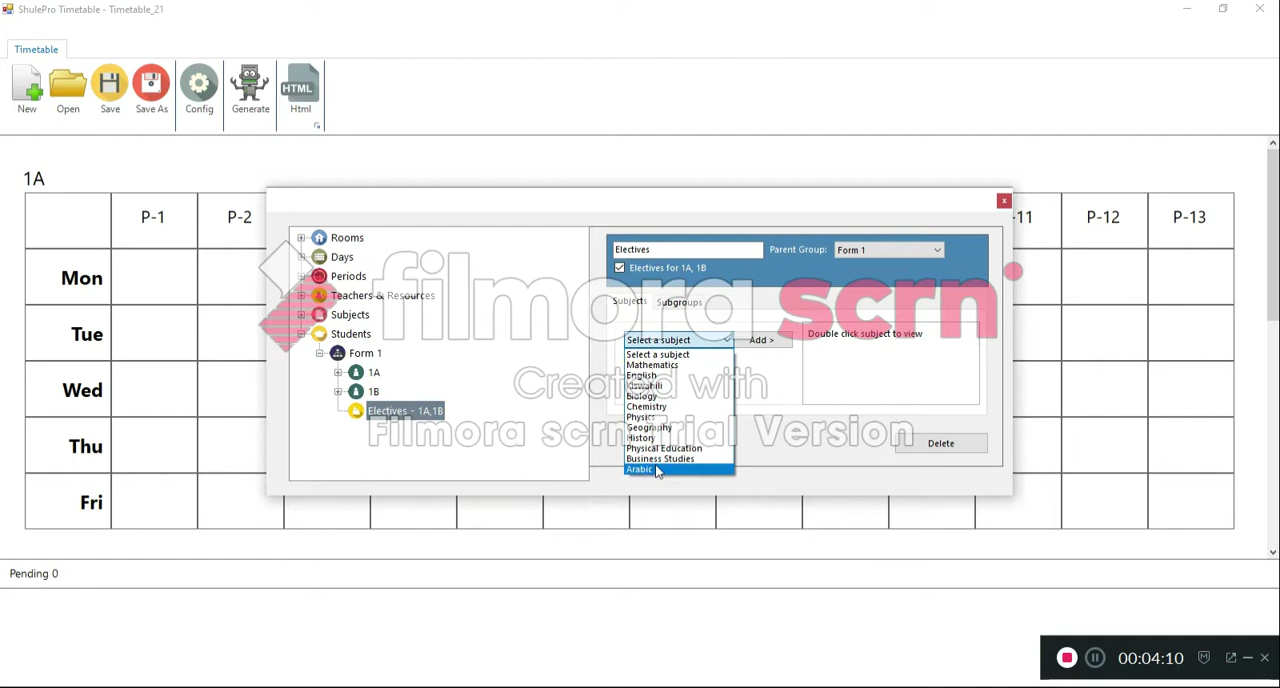 ShulePro Timetable - Timetable_21
Timetable
New
Open
Save
Save As
Config
Generate
HTML
Html
1A
P-1
P-2
-11
P-12
P-13
Mon
Tue
Wed
Thu
Fri
Rooms
Days
Periods
Teachers & Resources
Subjects
Students
Form 1
1A
1B
Electives - 1A,1B
Electives
Parent Group:
Form 1
Electives for 1A, 1B
Subjects
Subgroups
Select a subject
Add >
Double click subject to view
Select a subject
Mathematics
English
Kiswahili
Biology
Chemistry
Physics
Geography
History
Physical Education
Business Studies
Arabic
Delete
x
filmora scrn
Created with
Filmora scrn Trial Version
Pending 0
00:04:10